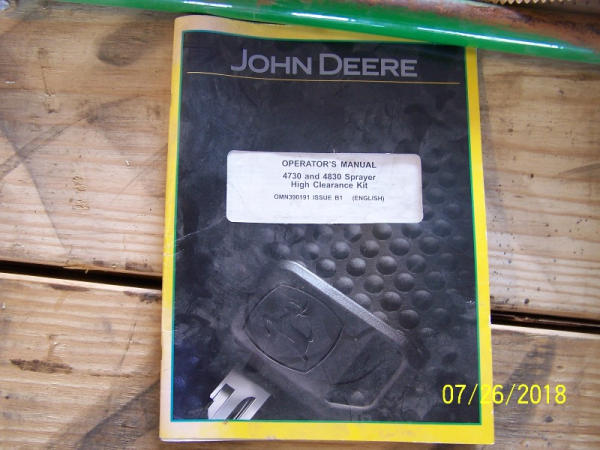 JOHN DEERE
OPERATOR'S MANUAL
4730 and 4830 Sprayer
High Clearance Kit
OMN390191 ISSUE B1 (ENGLISH)
07/26/2018